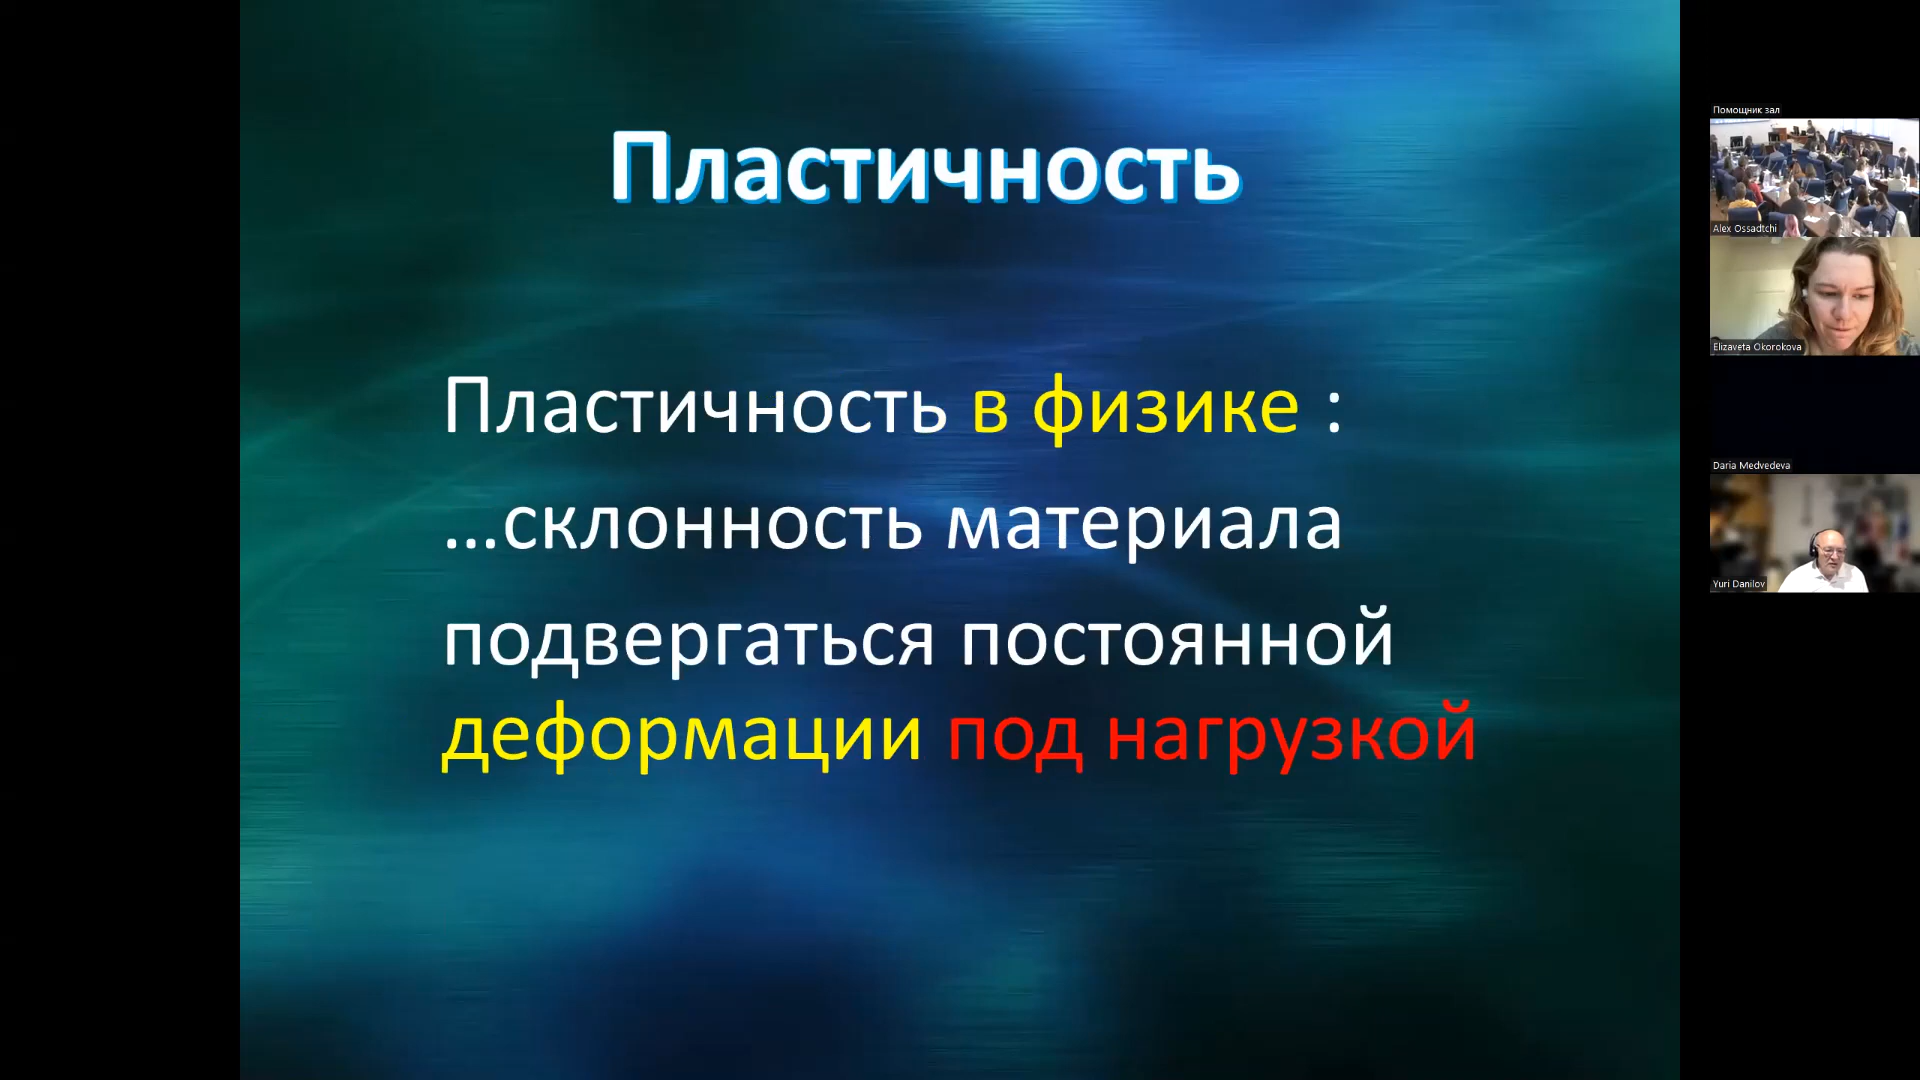 Пластичность
Пластичность в физике :
...склонность материала
подвергаться постоянной
деформации под нагрузкой
Помощник зал
Alex Ossadtchi
Elizaveta Okorokova
Daria Medvedeva
Yuri Danilov